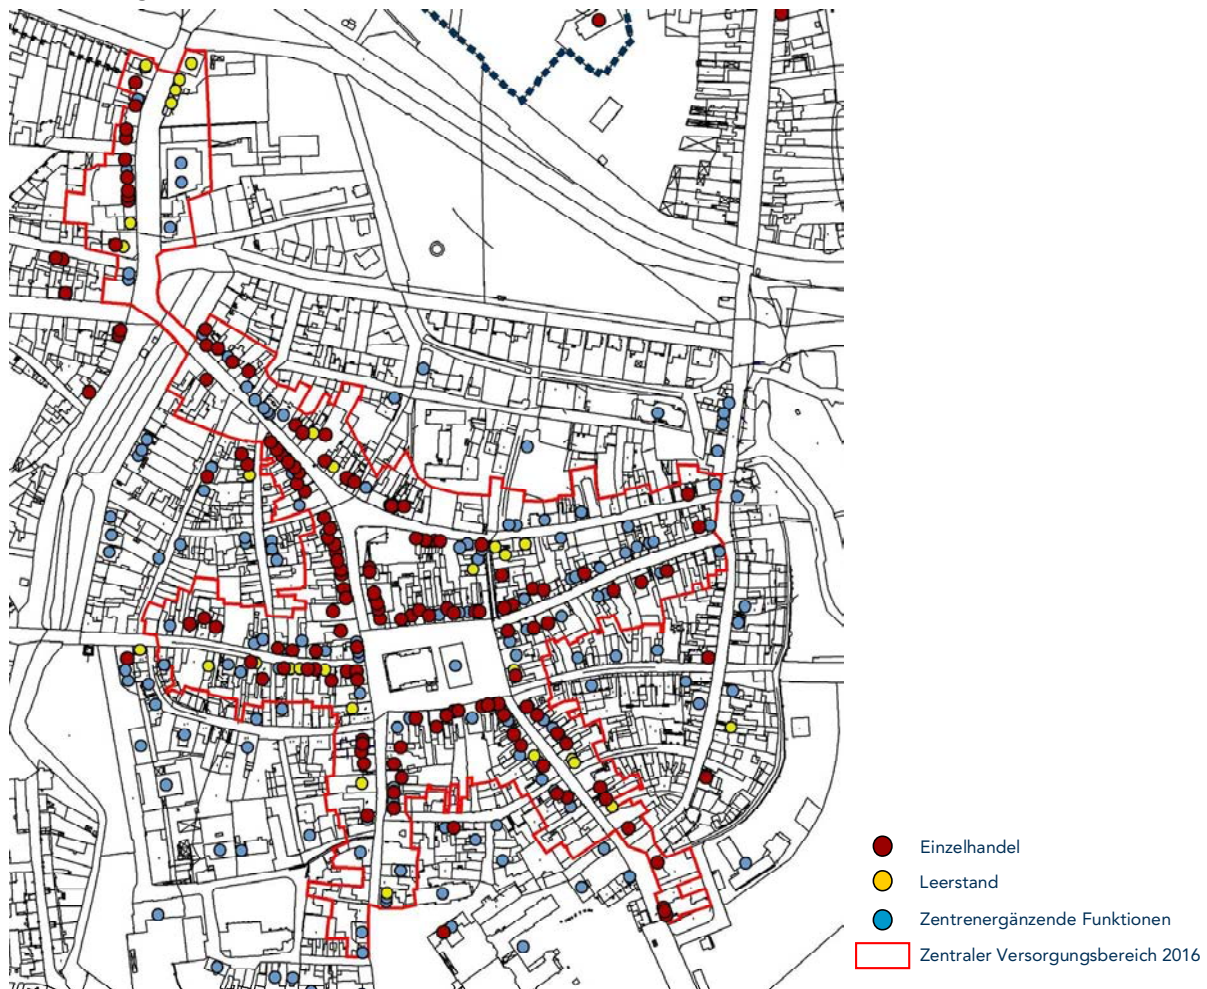 Einzelhandel
Leerstand
Zentrenergänzende Funktionen
Zentraler Versorgungsbereich 2016